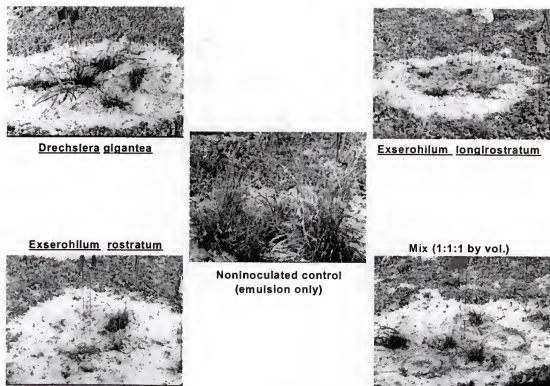 Drechslera gigantea
Exserohilum longirostratum
Exserohilum rostratum
Noninoculated control
(emulsion only)
Mix (1:1:1 by vol.)